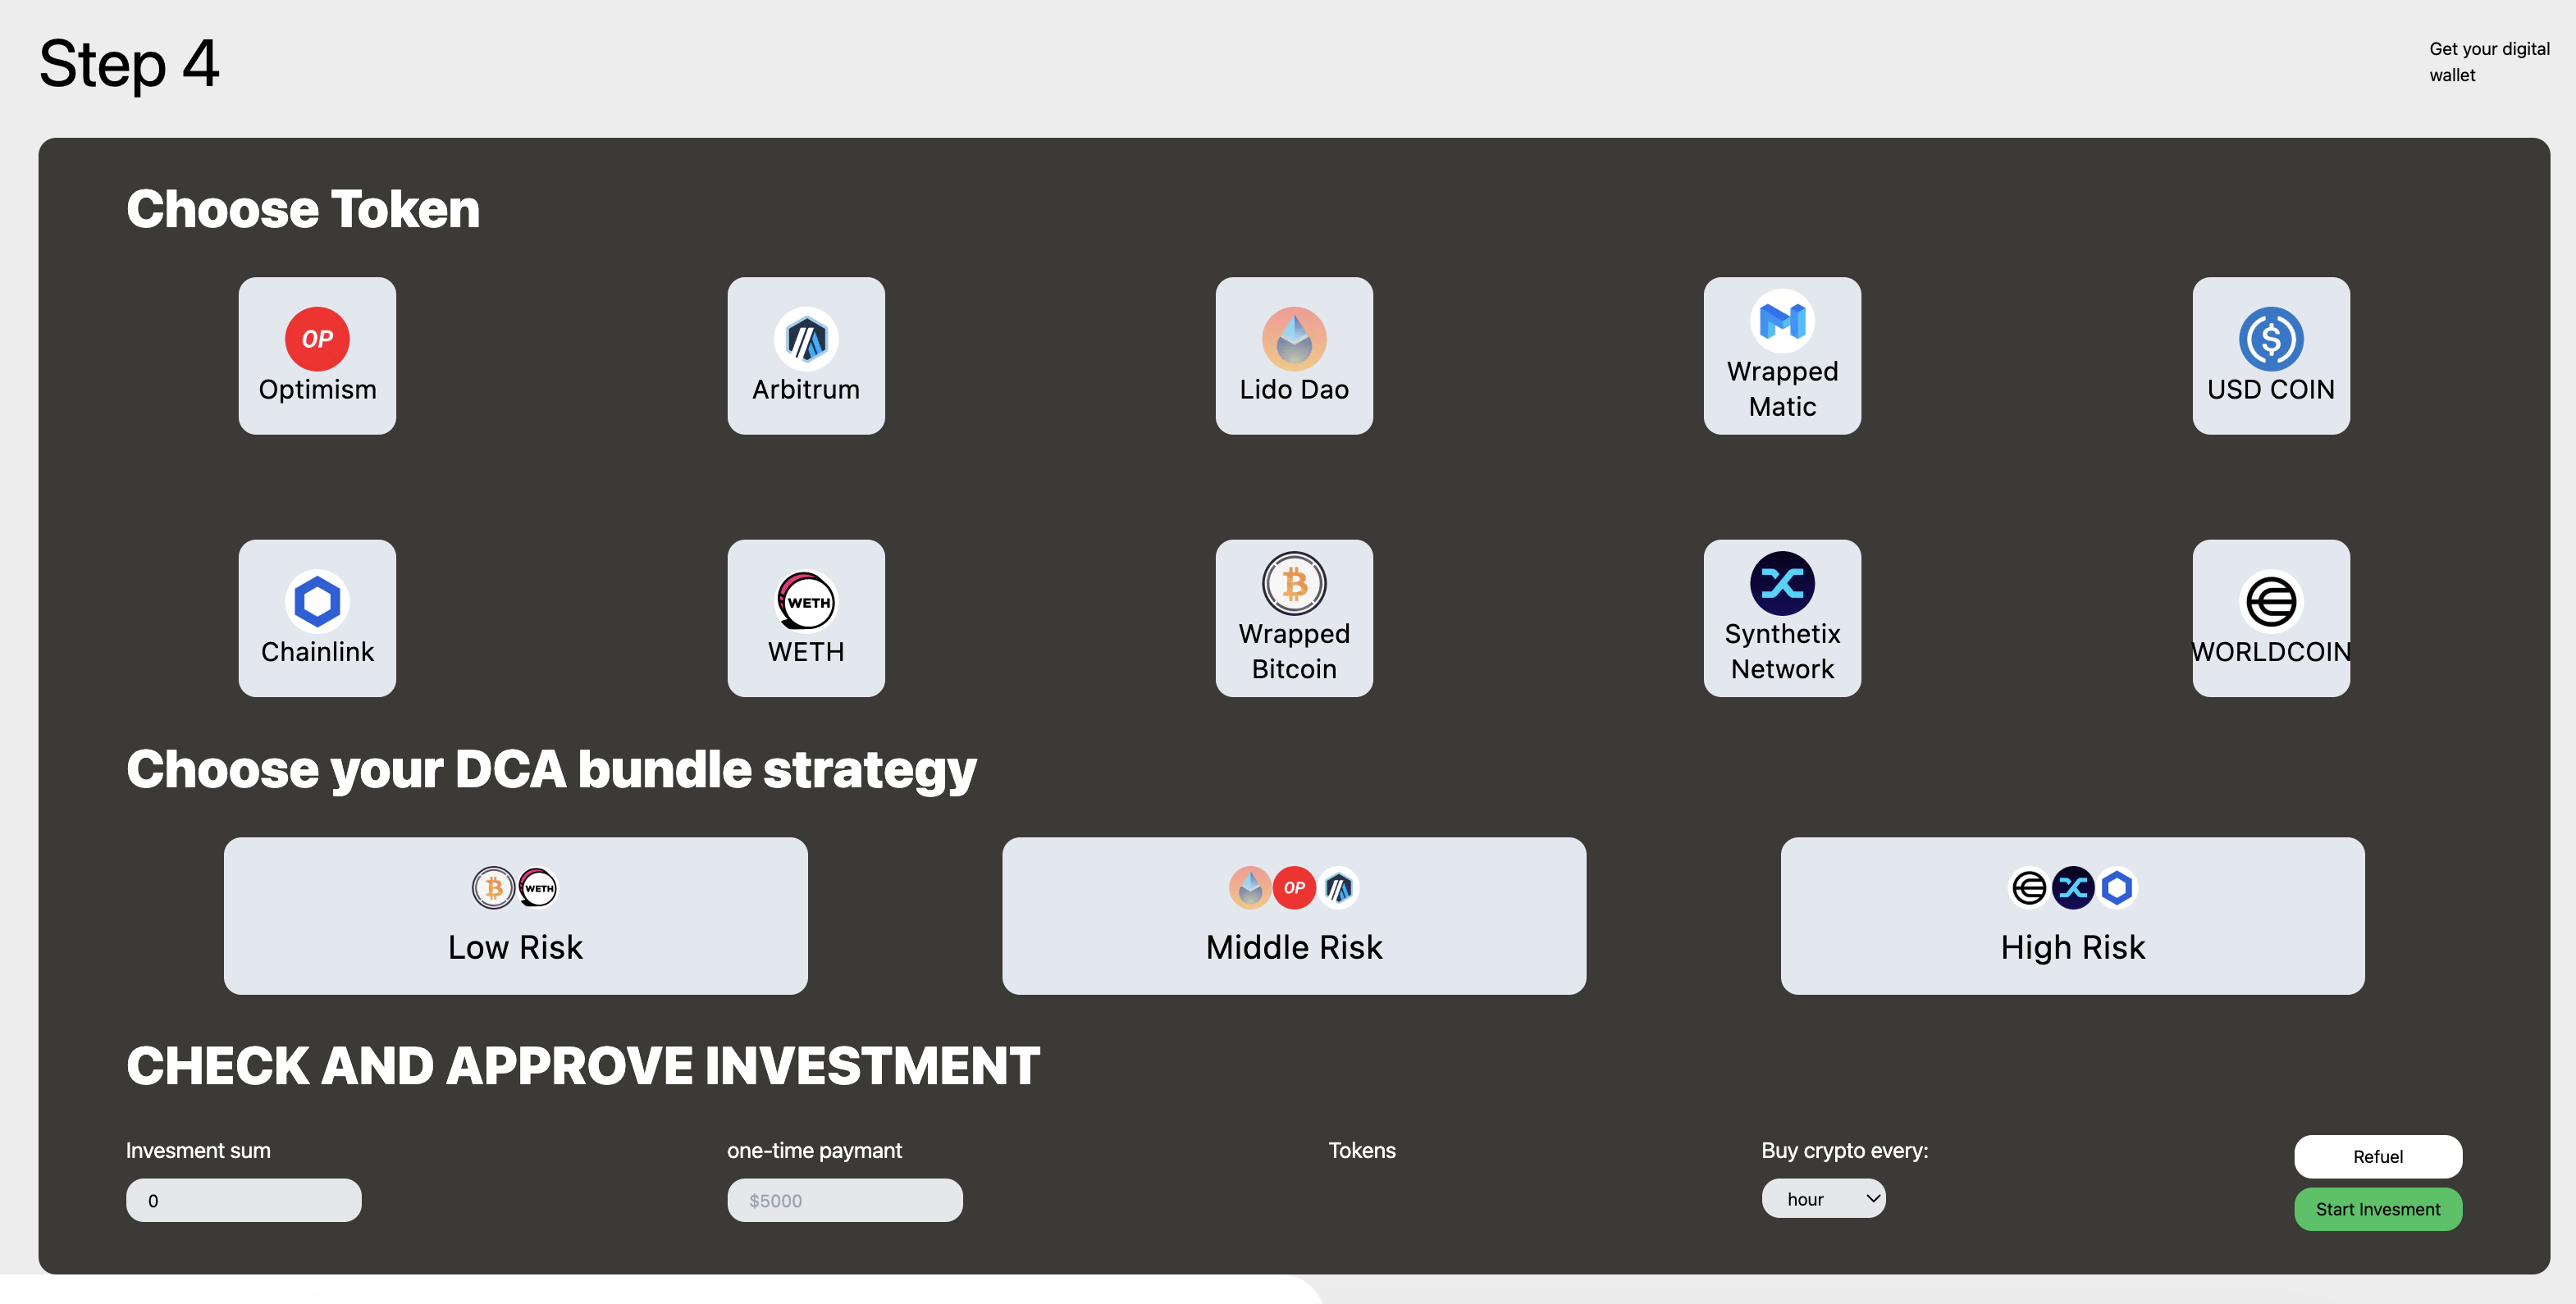 Step 4
Get your digital
wallet
Choose Token
OP
Optimism
Arbitrum
Lido Dao
Wrapped
Matic
$
USD COIN
Chainlink
WETH
WETH
Wrapped
Bitcoin
Synthetix
Network
WORLDCOIN
Choose your DCA bundle strategy
WETH
Low Risk
OP
Middle Risk
High Risk
CHECK AND APPROVE INVESTMENT
Invesment sum
one-time paymant
Tokens
Buy crypto every:
Refuel
0
$5000
hour
Start Invesment